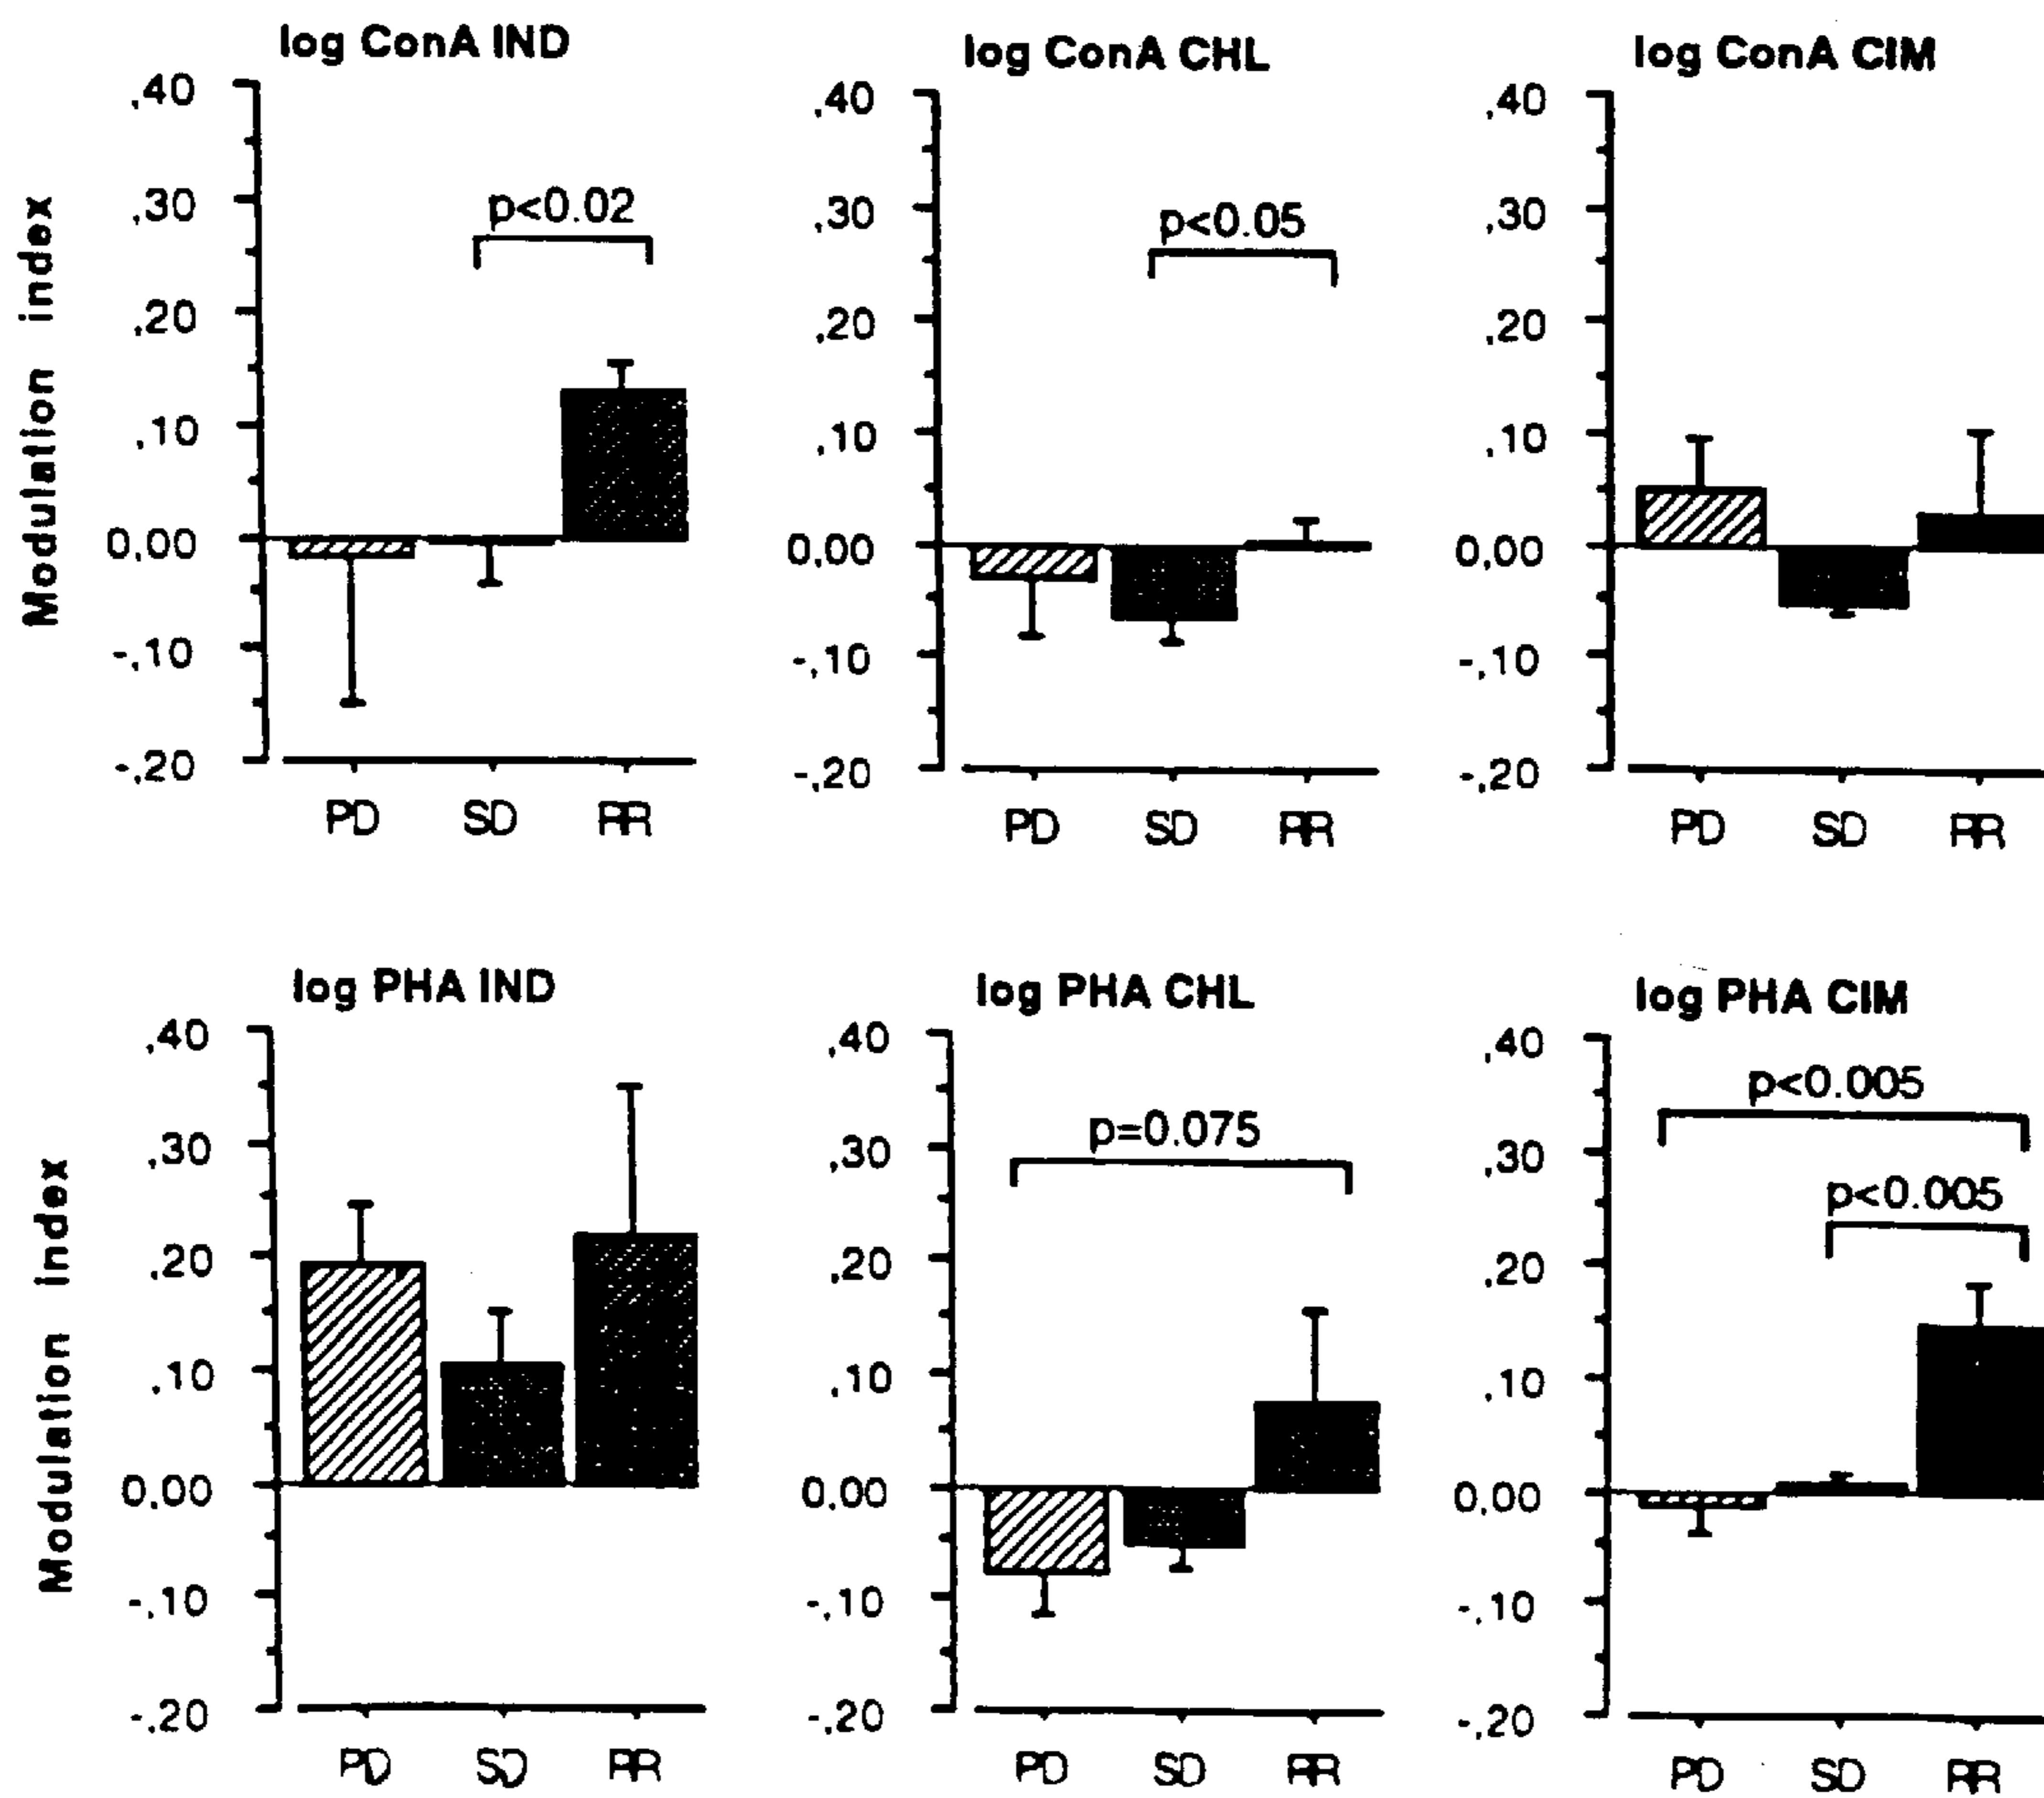 log ConA IND
,40
,30
,20
,10
0,00
-,10
-,20
Modulation index
p<0.02
PD SD RR
log ConA CHL
,40
,30
,20
,10
0,00
-,10
-,20
p<0.05
PD SD RR
log ConA CIM
,40
,30
,20
,10
0,00
-,10
-,20
PD SD RR
log PHA IND
,40
,30
,20
,10
0,00
-,10
-,20
Modulation index
PD SD RR
log PHA CHL
,40
,30
,20
,10
0,00
-,10
-,20
p=0.075
PD SD RR
log PHA CIM
,40
,30
,20
,10
0,00
-,10
-,20
p<0.005
p<0.005
PD SD RR